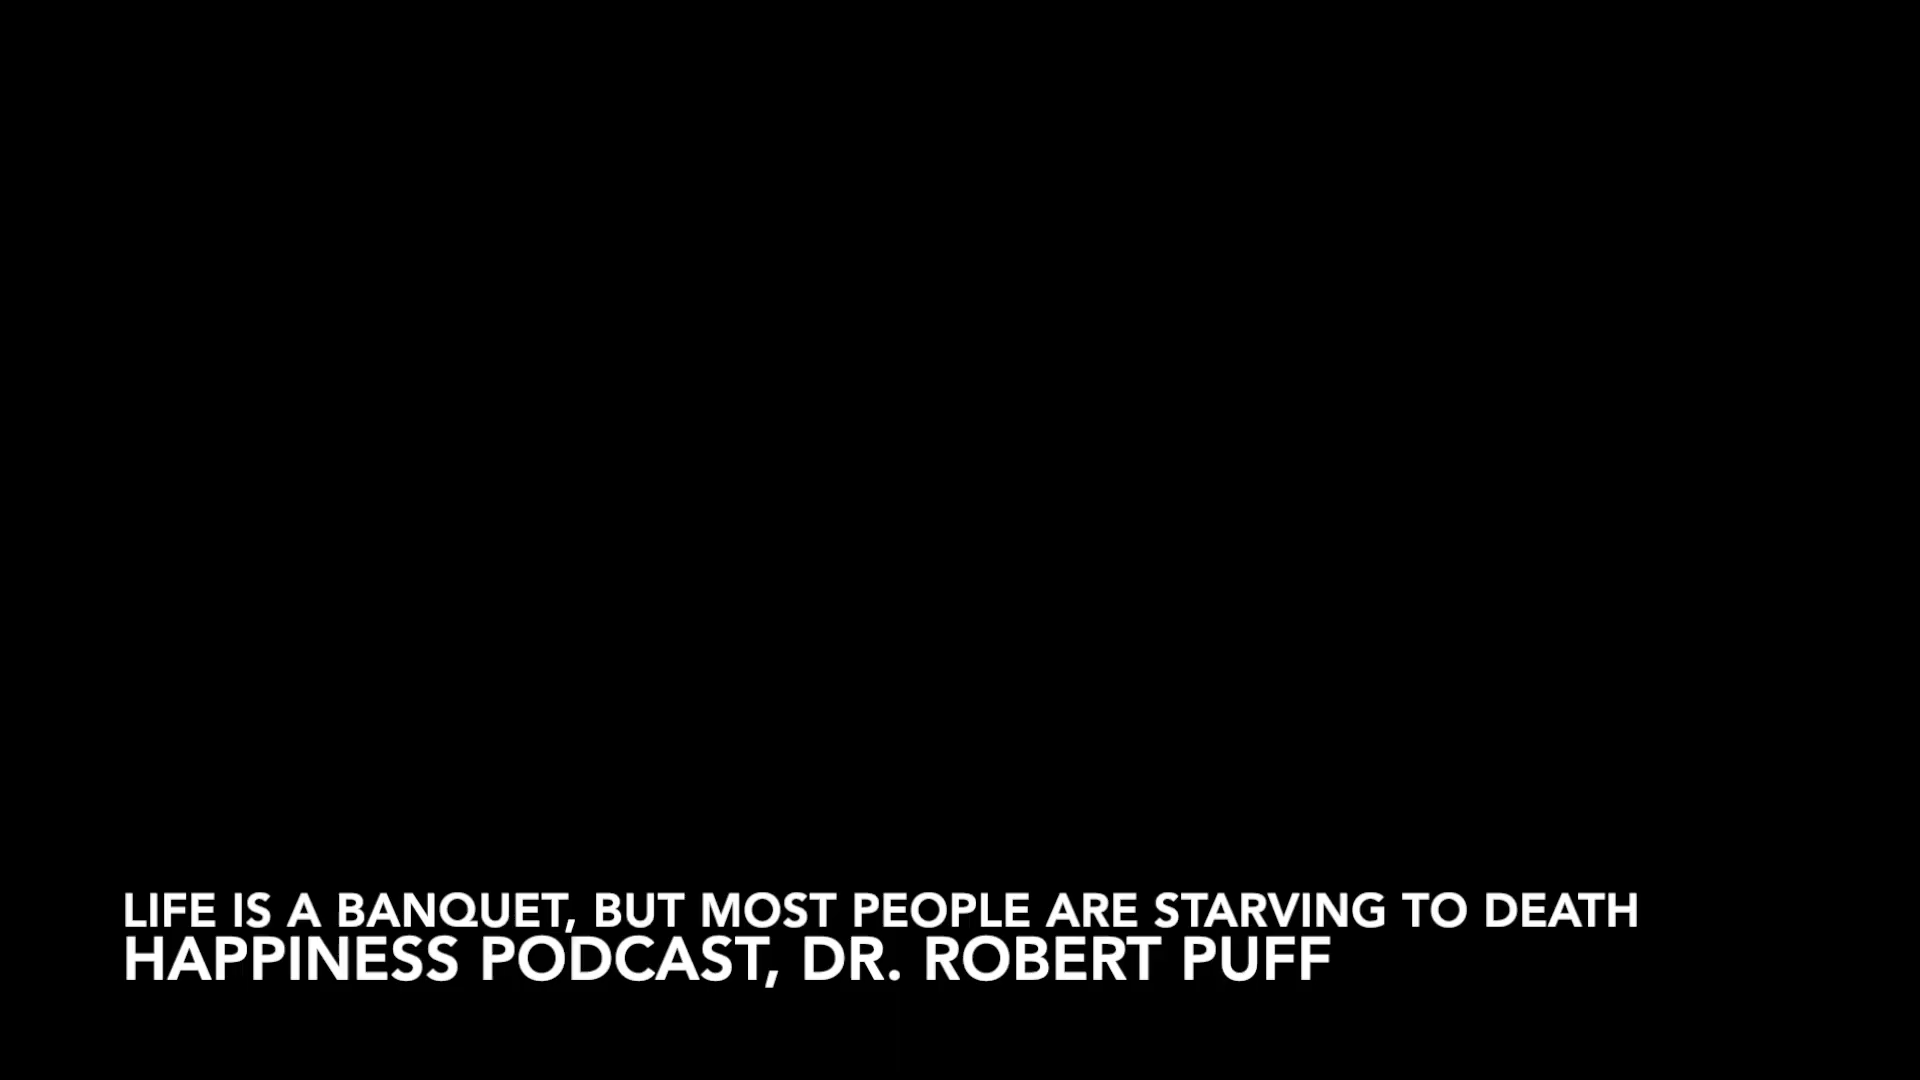 LIFE IS A BANQUET, BUT MOST PEOPLE ARE STARVING TO DEATH
HAPPINESS PODCAST, DR. ROBERT PUFF